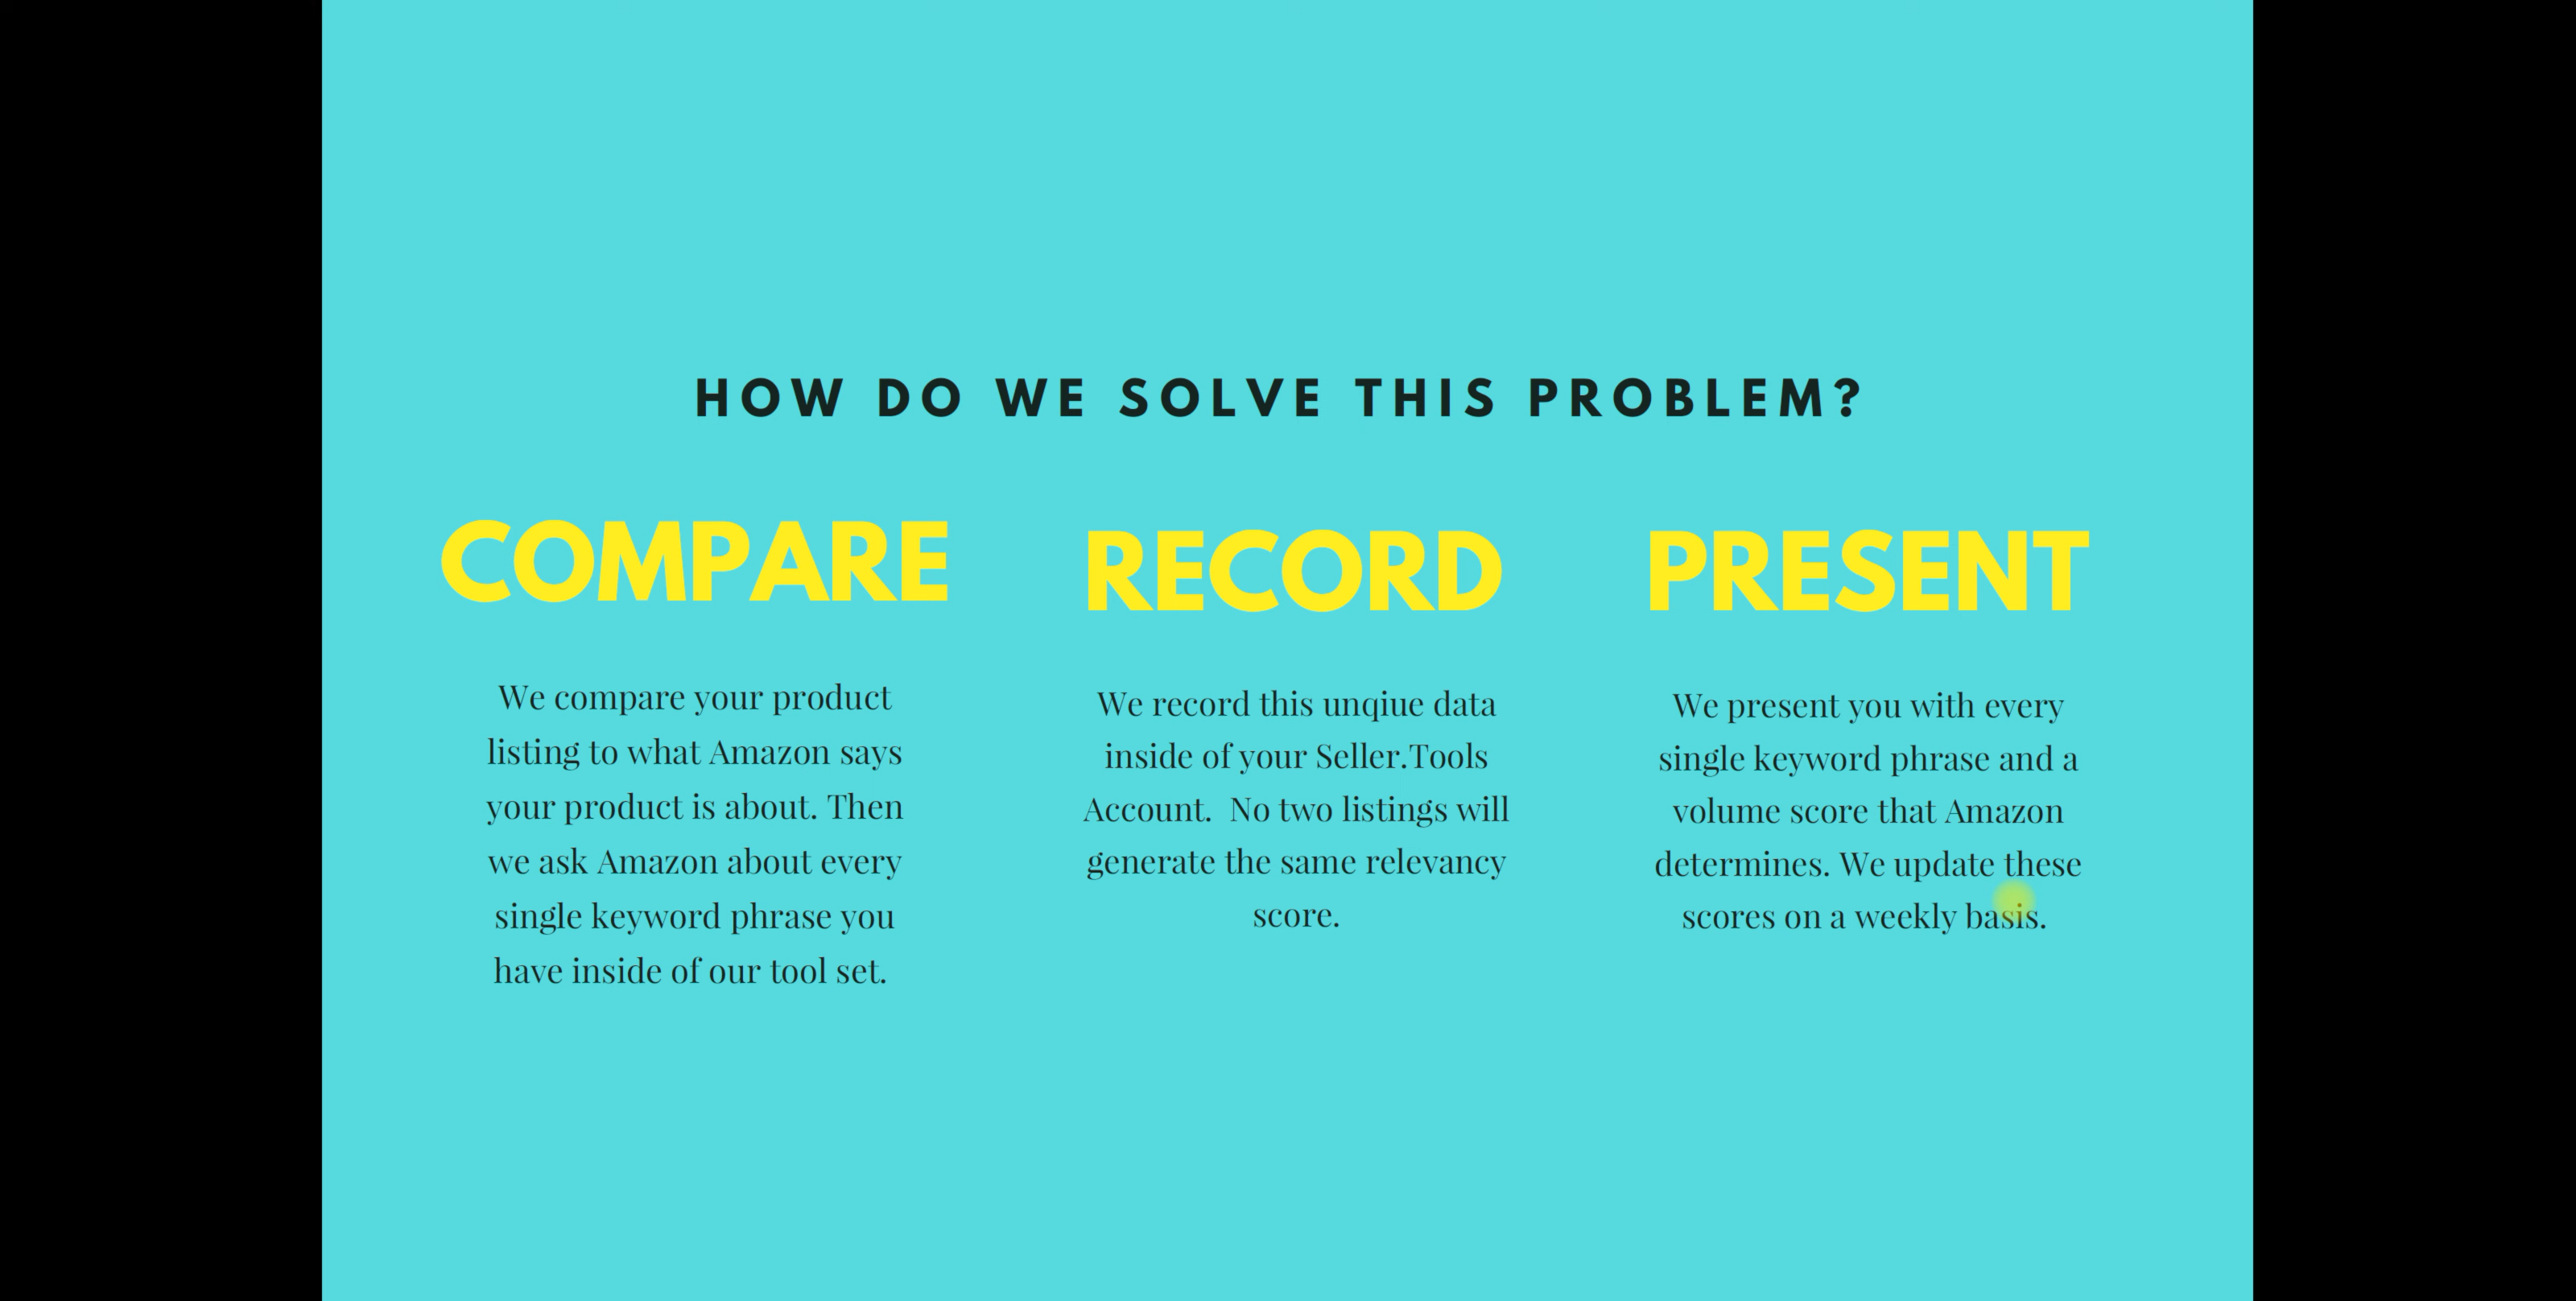 HOW DO WE SOLVE THIS PROBLEM?
COMPARE
We compare your product
listing to what Amazon says
your product is about. Then
we ask Amazon about every
single keyword phrase you
have inside of our tool set.
RECORD
We record this unqiue data
inside of your Seller.Tools
Account.  No two listings will
generate the same relevancy
score.
PRESENT
We present you with every
single keyword phrase and a
volume score that Amazon
determines. We update these
scores on a weekly basis.